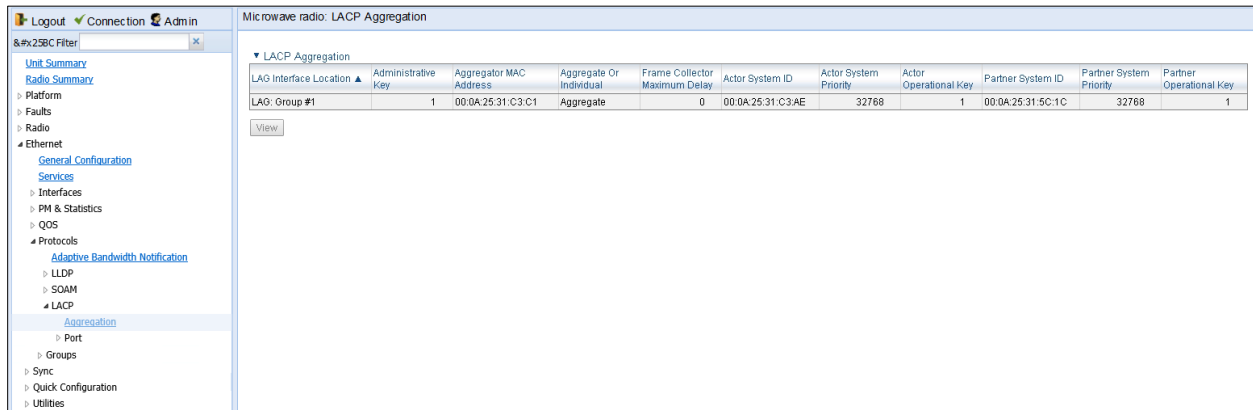 Logout Connection Admin
Microwave radio: LACP Aggregation
&#x25BC Filter
Unit Summary
Radio Summary
Platform
Faults
Radio
Ethernet
General Configuration
Services
Interfaces
PM & Statistics
QOS
Protocols
Adaptive Bandwidth Notification
LLDP
SOAM
LACP
Aggregation
Port
Groups
Sync
Quick Configuration
Utilities
▼ LACP Aggregation
LAG Interface Location ▲ Administrative Key Aggregator MAC Address Aggregate Or Individual Frame Collector Maximum Delay Actor System ID Actor System Priority Actor Operational Key Partner System ID Partner System Priority Partner Operational Key
LAG: Group #1 1 00:0A:25:31:C3:C1 Aggregate 0 00:0A:25:31:C3:AE 32768 1 00:0A:25:31:5C:1C 32768 1
View